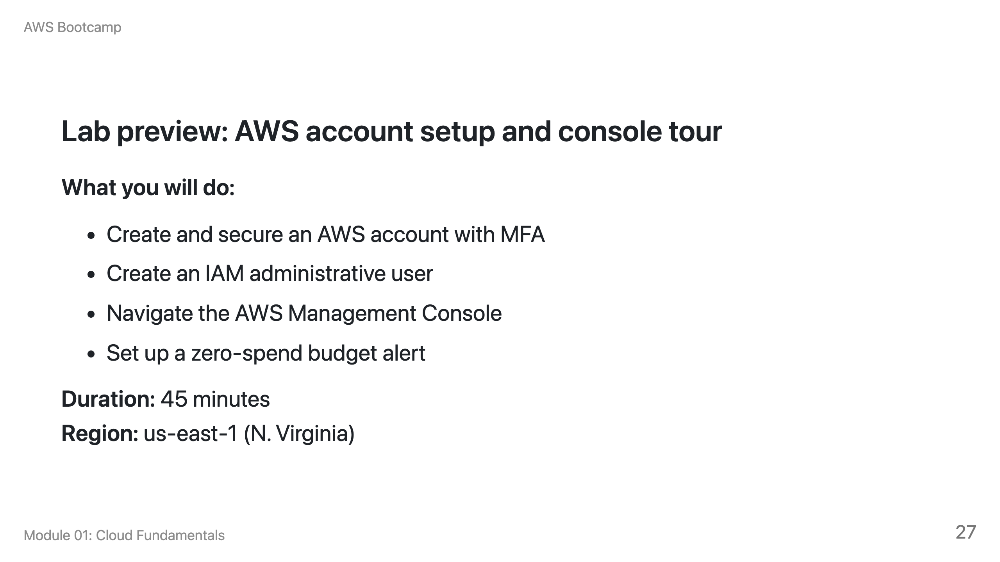 AWS Bootcamp
Lab preview: AWS account setup and console tour
What you will do:
• Create and secure an AWS account with MFA
• Create an IAM administrative user
• Navigate the AWS Management Console
• Set up a zero-spend budget alert
Duration: 45 minutes
Region: us-east-1 (N. Virginia)
Module 01: Cloud Fundamentals
27